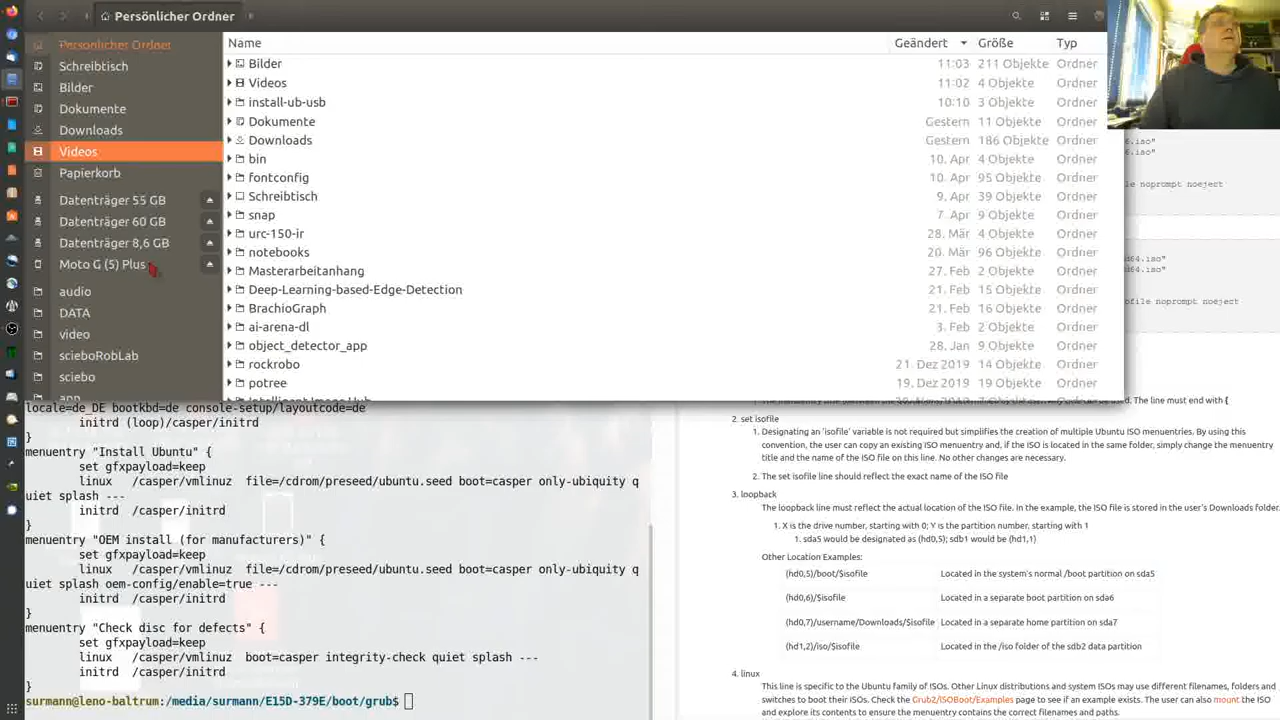 Persönlicher Ordner
Persönlicher Ordner
Schreibtisch
Bilder
Dokumente
Downloads
Videos
Papierkorb
Datenträger 55 GB
Datenträger 60 GB
Datenträger 8,6 GB
Moto G (5) Plus
audio
DATA
video
scieboRobLab
sciebo
app
Name Geändert Größe Typ
Bilder 11:03 211 Objekte Ordner
Videos 11:02 4 Objekte Ordner
install-ub-usb 10:10 3 Objekte Ordner
Dokumente Gestern 11 Objekte Ordner
Downloads Gestern 186 Objekte Ordner
bin 10. Apr 4 Objekte Ordner
fontconfig 10. Apr 95 Objekte Ordner
Schreibtisch 9. Apr 39 Objekte Ordner
snap 7. Apr 9 Objekte Ordner
urc-150-ir 28. Mär 4 Objekte Ordner
notebooks 20. Mär 96 Objekte Ordner
Masterarbeitanhang 27. Feb 2 Objekte Ordner
Deep-Learning-based-Edge-Detection 21. Feb 15 Objekte Ordner
BrachioGraph 21. Feb 16 Objekte Ordner
ai-arena-dl 3. Feb 2 Objekte Ordner
object_detector_app 28. Jan 9 Objekte Ordner
rockrobo 21. Dez 2019 14 Objekte Ordner
potree 19. Dez 2019 19 Objekte Ordner
6.iso"
6.iso"
le noprompt noeject
d64.iso"
d64.iso"
ofile noprompt noeject
locale=de_DE bootkbd=de console-setup/layoutcode=de
initrd (loop)/casper/initrd
}
menuentry "Install Ubuntu" {
set gfxpayload=keep
linux /casper/vmlinuz file=/cdrom/preseed/ubuntu.seed boot=casper only-ubiquity q
uiet splash ---
initrd /casper/initrd
}
menuentry "OEM install (for manufacturers)" {
set gfxpayload=keep
linux /casper/vmlinuz file=/cdrom/preseed/ubuntu.seed boot=casper only-ubiquity q
uiet splash oem-config/enable=true ---
initrd /casper/initrd
}
menuentry "Check disc for defects" {
set gfxpayload=keep
linux /casper/vmlinuz boot=casper integrity-check quiet splash ---
initrd /casper/initrd
}
surmann@leno-baltrum:/media/surmann/E15D-379E/boot/grub$
The line must end with {
2. set isofile
1. Designating an 'isofile' variable is not required but simplifies the creation of multiple Ubuntu ISO menuentries. By using this
convention, the user can copy an existing ISO menuentry and, if the ISO is located in the same folder, simply change the menuentry
title and the name of the ISO file on this line. No other changes are necessary.
2. The set isofile line should reflect the exact name of the ISO file
3. loopback
The loopback line must reflect the actual location of the ISO file. In the example, the ISO file is stored in the user's Downloads folder.
1. X is the drive number, starting with 0; Y is the partition number, starting with 1
1. sda5 would be designated as (hd0,5); sdb1 would be (hd1,1)
Other Location Examples:
(hd0,5)/boot/$isofile Located in the system's normal /boot partition on sda5
(hd0,6)/$isofile Located in a separate boot partition on sda6
(hd0,7)/username/Downloads/$isofile Located in a separate home partition on sda7
(hd1,2)/iso/$isofile Located in the /iso folder of the sdb2 data partition
4. linux
This line is specific to the Ubuntu family of ISOs. Other Linux distributions and system ISOs may use different filenames, folders and
switches to boot their ISOs. Check the Grub2/ISOBoot/Examples page to see if an example exists. The user can also mount the ISO
and explore its contents to ensure the menuentry contains the correct filenames and paths.